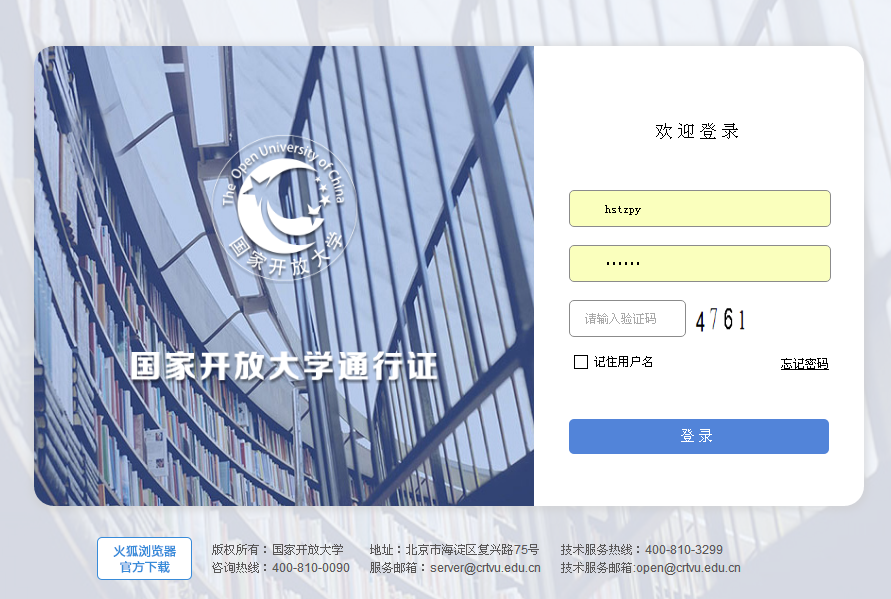 The Open University of China
国家开放大学
国家开放大学通行证
欢迎登录
hstzpy
••••••
请输入验证码
4761
记住用户名
忘记密码
登录
火狐浏览器
官方下载
版权所有：国家开放大学 地址：北京市海淀区复兴路75号 技术服务热线：400-810-3299
咨询热线：400-810-0090 服务邮箱：server@crtvu.edu.cn 技术服务邮箱:open@crtvu.edu.cn